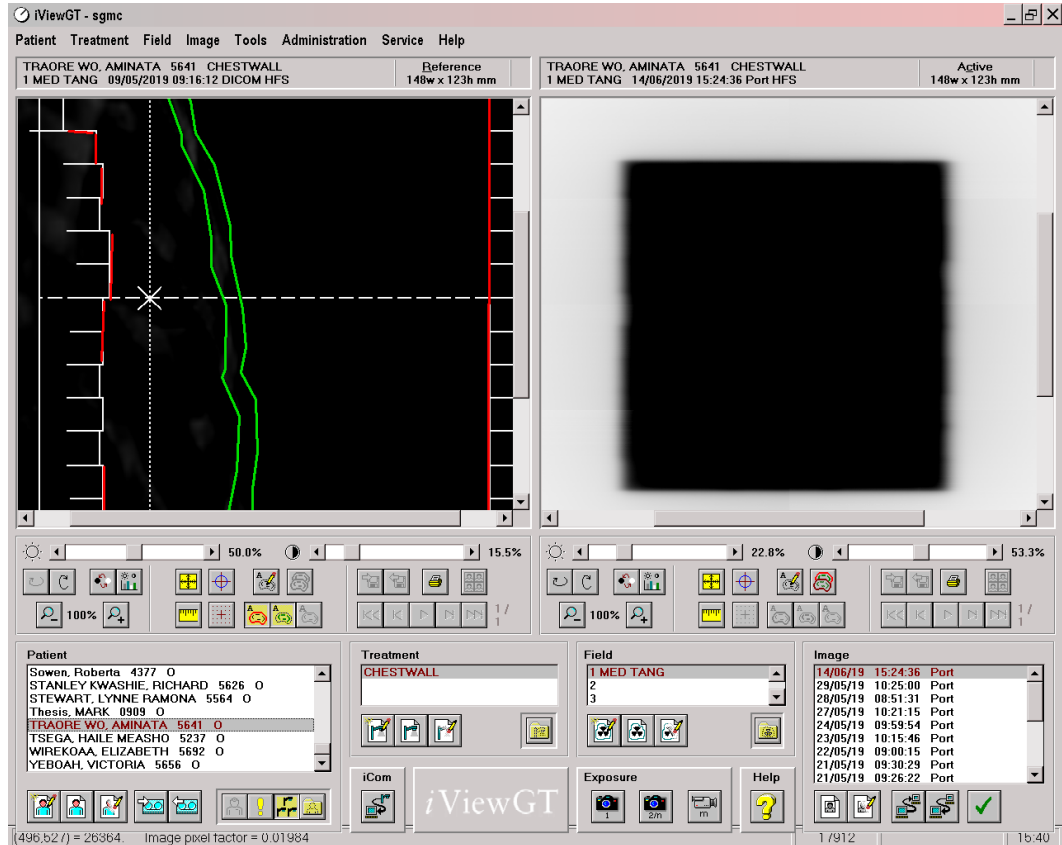 iViewGT - sgmc
Patient Treatment Field Image Tools Administration Service Help
TRAORE WO, AMINATA 5641 CHESTWALL
1 MED TANG 09/05/2019 09:16:12 DICOM HFS
Reference
148w x 123h mm
TRAORE WO, AMINATA 5641 CHESTWALL
1 MED TANG 14/06/2019 15:24:36 Port HFS
Active
148w x 123h mm
50.0% 15.5%
22.8% 53.3%
100%
1 /
1
100%
1 /
1
Patient
Sowen, Roberta 4377 O
STANLEY KWASHIE, RICHARD 5626 O
STEWART, LYNNE RAMONA 5564 O
Thesis, MARK 0909 O
TRAORE WO, AMINATA 5641 O
TSEGA, HAILE MEASHO 5237 O
WIREKOAA, ELIZABETH 5692 O
YEBOAH, VICTORIA 5656 O
Treatment
CHESTWALL
Field
1 MED TANG
2
3
Image
14/06/19 15:24:36 Port
29/05/19 10:25:00 Port
28/05/19 08:51:31 Port
27/05/19 10:21:15 Port
24/05/19 09:59:54 Port
23/05/19 10:15:46 Port
22/05/19 09:00:15 Port
21/05/19 09:30:29 Port
21/05/19 09:26:22 Port
iCom
iViewGT
Exposure
1
2/n
m
Help
(496,527) = 26364. Image pixel factor = 0.01984
17912
15:40